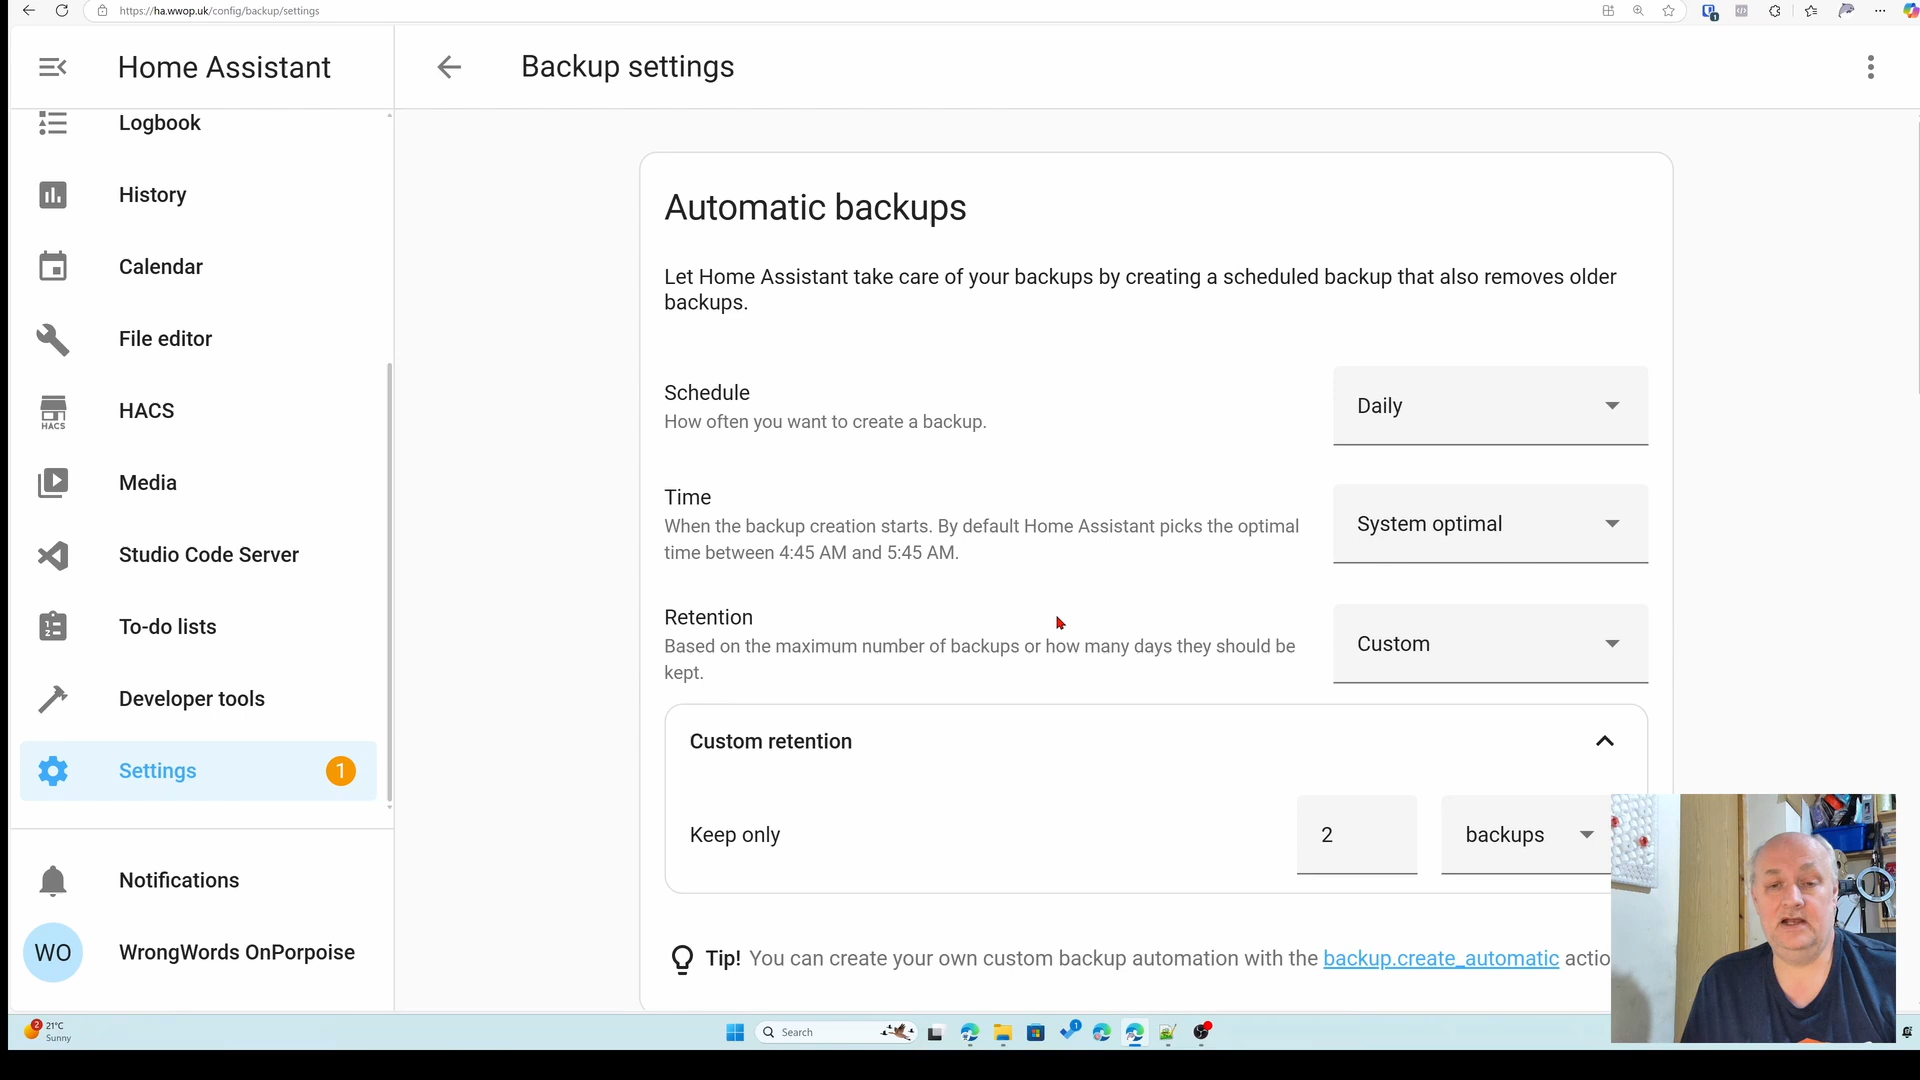 https://ha.wwop.uk/config/backup/settings
Home Assistant
Backup settings
Logbook
History
Calendar
File editor
HACS
HACS
Media
Studio Code Server
To-do lists
Developer tools
Settings
1
Notifications
WO
WrongWords OnPorpoise
Automatic backups
Let Home Assistant take care of your backups by creating a scheduled backup that also removes older
backups.
Schedule
How often you want to create a backup.
Daily
Time
When the backup creation starts. By default Home Assistant picks the optimal
time between 4:45 AM and 5:45 AM.
System optimal
Retention
Based on the maximum number of backups or how many days they should be
kept.
Custom
Custom retention
Keep only
2
backups
Tip! You can create your own custom backup automation with the backup.create_automatic actio
2
21°C
Sunny
Search
1